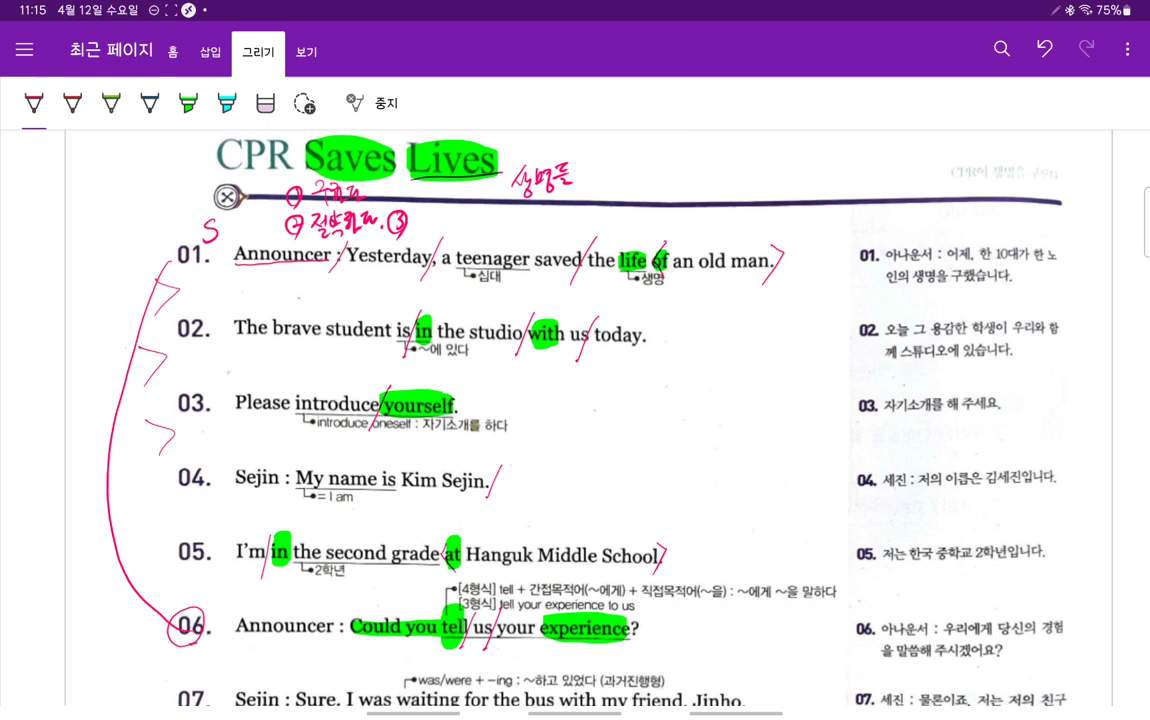 11:15 4월 12일 수요일 75%
최근 페이지 홈 삽입 그리기 보기
중지
CPR Saves Lives
생명들
① 구한다
② 절약한다. ③
S
01. Announcer : Yesterday, a teenager saved the life of an old man.
십대 생명
01. 아나운서 : 어제, 한 10대가 한 노
인의 생명을 구했습니다.
02. The brave student is in the studio with us today.
~에 있다
02. 오늘 그 용감한 학생이 우리와 함
께 스튜디오에 있습니다.
03. Please introduce yourself.
introduce oneself : 자기소개를 하다
03. 자기소개를 해 주세요.
04. Sejin : My name is Kim Sejin.
= I am
04. 세진 : 저의 이름은 김세진입니다.
05. I'm in the second grade at Hanguk Middle School.
2학년
05. 저는 한국 중학교 2학년입니다.
[4형식] tell + 간접목적어(~에게) + 직접목적어(~을) : ~에게 ~을 말하다
[3형식] tell your experience to us
06. Announcer : Could you tell us your experience?
06. 아나운서 : 우리에게 당신의 경험
을 말씀해 주시겠어요?
was/were + -ing : ~하고 있었다 (과거진행형)
07. Sejin : Sure. I was waiting for the bus with my friend, Jinho.
07. 세진 : 물론이죠. 저는 저의 친구